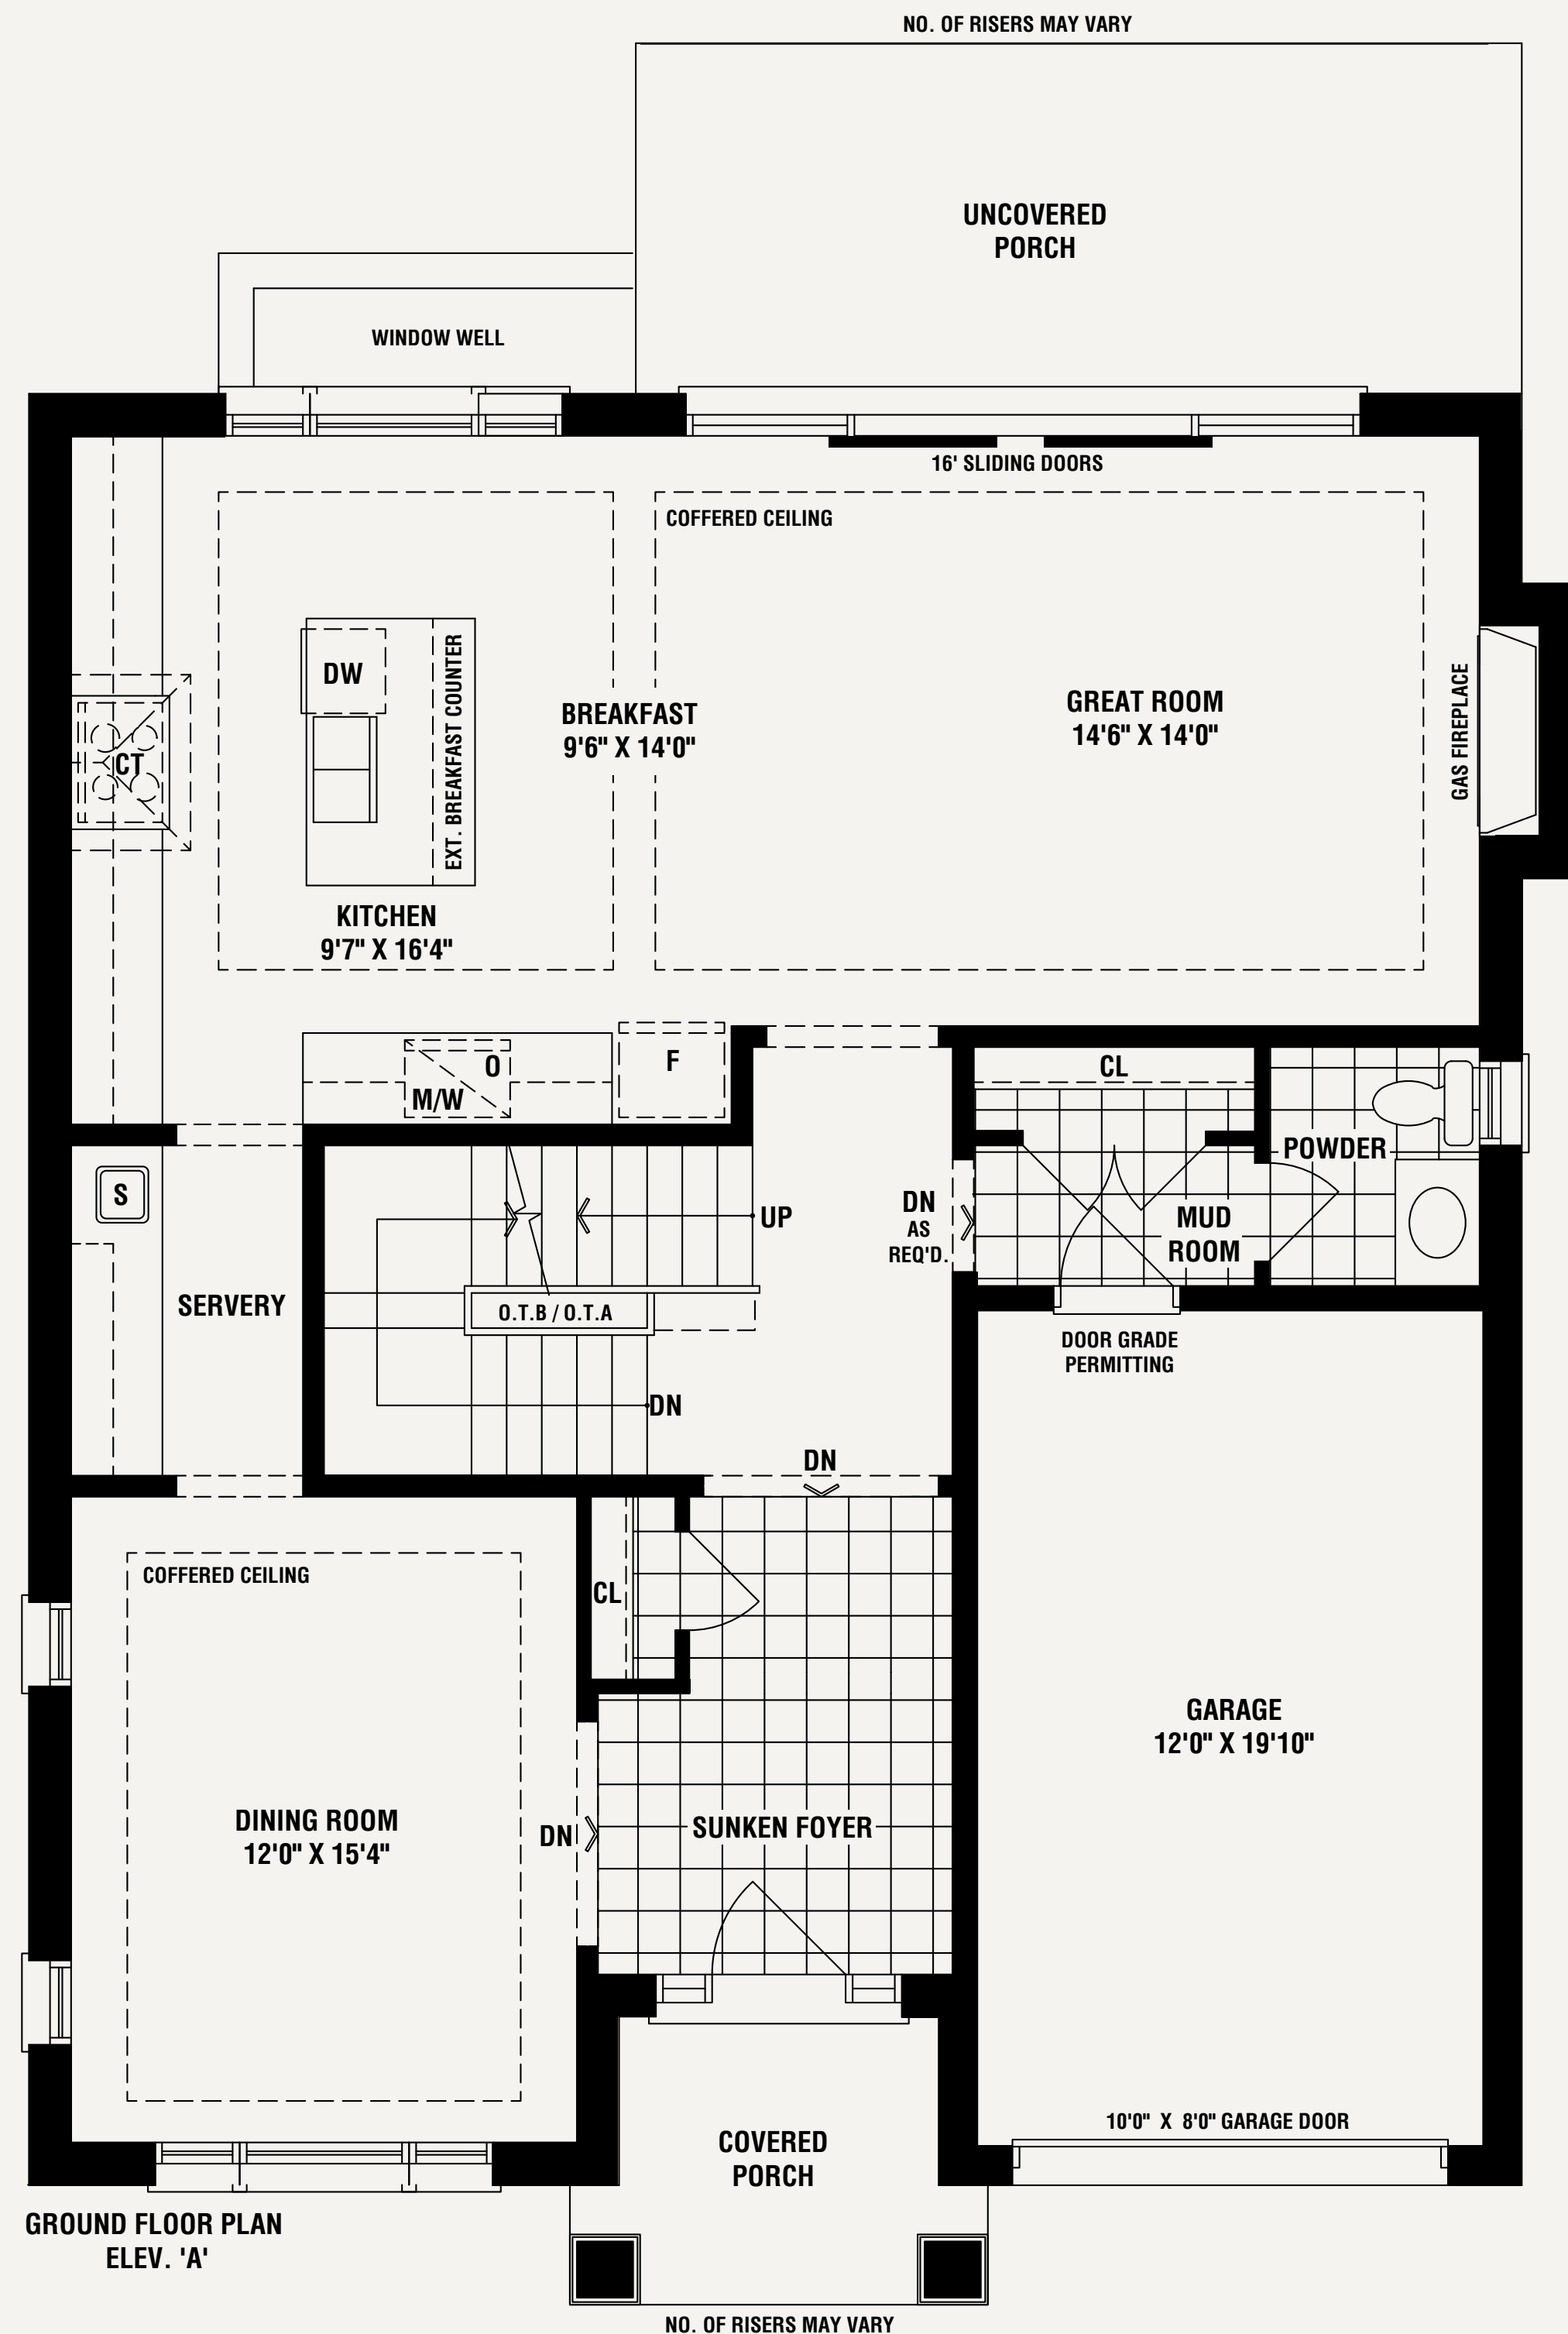 NO. OF RISERS MAY VARY
UNCOVERED
PORCH
WINDOW WELL
16' SLIDING DOORS
COFFERED CEILING
DW
EXT. BREAKFAST COUNTER
BREAKFAST
9'6" X 14'0"
GREAT ROOM
14'6" X 14'0"
GAS FIREPLACE
CT
KITCHEN
9'7" X 16'4"
O
M/W
F
CL
POWDER
S
UP
DN
AS
REQ'D.
MUD
ROOM
SERVERY
O.T.B / O.T.A
DOOR GRADE
PERMITTING
DN
DN
COFFERED CEILING
CL
GARAGE
12'0" X 19'10"
DINING ROOM
12'0" X 15'4"
DN
SUNKEN FOYER
10'0" X 8'0" GARAGE DOOR
COVERED
PORCH
GROUND FLOOR PLAN
ELEV. 'A'
NO. OF RISERS MAY VARY